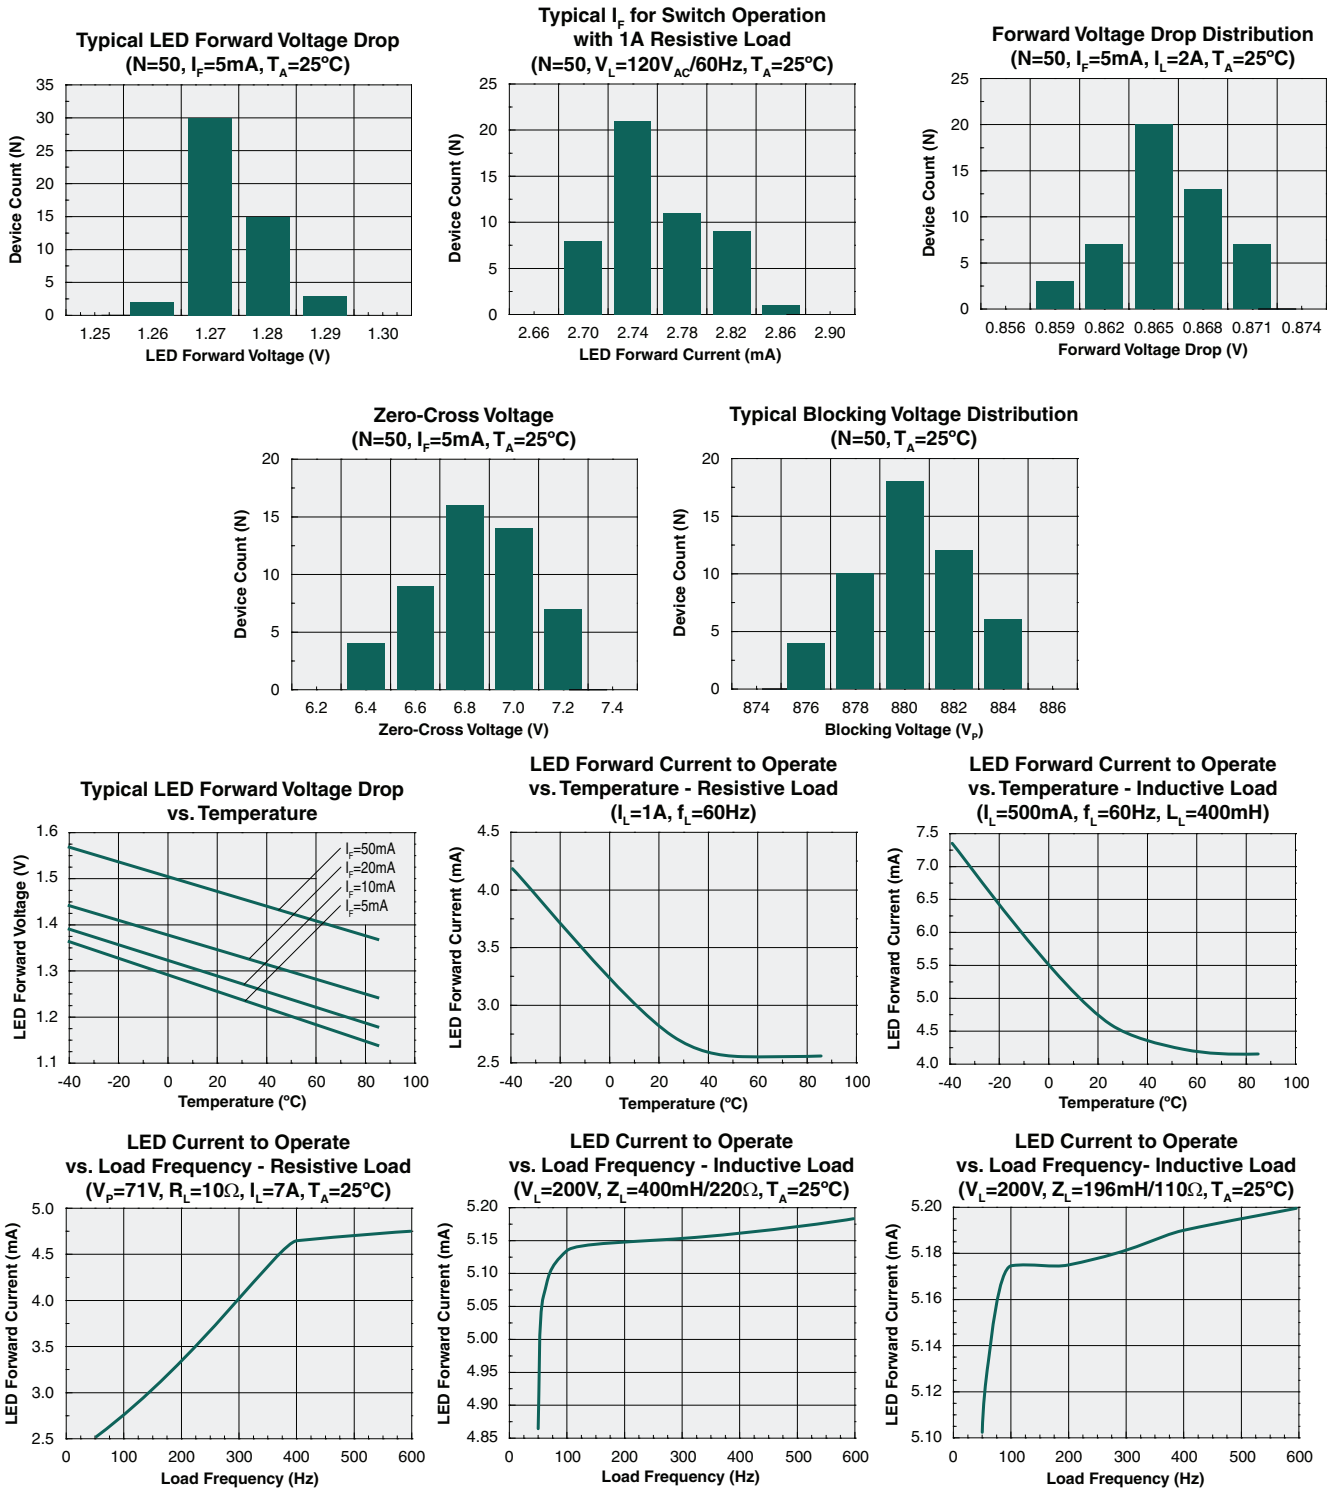 Typical LED Forward Voltage Drop
(N=50, IF=5mA, TA=25ºC)
Device Count (N)
35
30
25
20
15
10
5
0
1.25 1.26 1.27 1.28 1.29 1.30
LED Forward Voltage (V)
Typical IF for Switch Operation
with 1A Resistive Load
(N=50, VL=120VAC/60Hz, TA=25ºC)
Device Count (N)
25
20
15
10
5
0
2.66 2.70 2.74 2.78 2.82 2.86 2.90
LED Forward Current (mA)
Forward Voltage Drop Distribution
(N=50, IF=5mA, IL=2A, TA=25ºC)
Device Count (N)
25
20
15
10
5
0
0.856 0.859 0.862 0.865 0.868 0.871 0.874
Forward Voltage Drop (V)
Zero-Cross Voltage
(N=50, IF=5mA, TA=25ºC)
Device Count (N)
20
15
10
5
0
6.2 6.4 6.6 6.8 7.0 7.2 7.4
Zero-Cross Voltage (V)
Typical Blocking Voltage Distribution
(N=50, TA=25ºC)
Device Count (N)
20
15
10
5
0
874 876 878 880 882 884 886
Blocking Voltage (VP)
Typical LED Forward Voltage Drop
vs. Temperature
LED Forward Voltage (V)
1.6
1.5
1.4
1.3
1.2
1.1
IF=50mA
IF=20mA
IF=10mA
IF=5mA
-40 -20 0 20 40 60 80 100
Temperature (ºC)
LED Forward Current to Operate
vs. Temperature - Resistive Load
(IL=1A, fL=60Hz)
LED Forward Current (mA)
4.5
4.0
3.5
3.0
2.5
-40 -20 0 20 40 60 80 100
Temperature (ºC)
LED Forward Current to Operate
vs. Temperature - Inductive Load
(IL=500mA, fL=60Hz, LL=400mH)
LED Forward Current (mA)
7.5
7.0
6.5
6.0
5.5
5.0
4.5
4.0
-40 -20 0 20 40 60 80 100
Temperature (ºC)
LED Current to Operate
vs. Load Frequency - Resistive Load
(VP=71V, RL=10Ω, IL=7A, TA=25ºC)
LED Forward Current (mA)
5.0
4.5
4.0
3.5
3.0
2.5
0 100 200 300 400 500 600
Load Frequency (Hz)
LED Current to Operate
vs. Load Frequency - Inductive Load
(VL=200V, ZL=400mH/220Ω, TA=25ºC)
LED Forward Current (mA)
5.20
5.15
5.10
5.05
5.00
4.95
4.90
4.85
0 100 200 300 400 500 600
Load Frequency (Hz)
LED Current to Operate
vs. Load Frequency- Inductive Load
(VL=200V, ZL=196mH/110Ω, TA=25ºC)
LED Forward Current (mA)
5.20
5.18
5.16
5.14
5.12
5.10
0 100 200 300 400 500 600
Load Frequency (Hz)